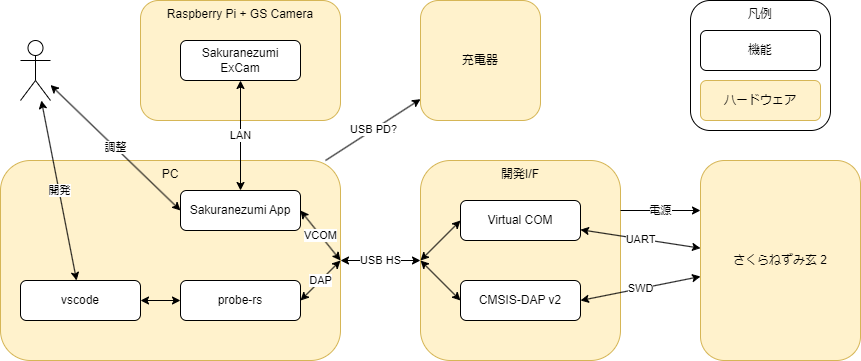 Raspberry Pi + GS Camera
Sakuranezumi
ExCam
充電器
凡例
機能
ハードウェア
LAN
USB PD?
調整
開発
PC
Sakuranezumi App
VCOM
DAP
vscode
probe-rs
USB HS
開発I/F
Virtual COM
CMSIS-DAP v2
電源
UART
SWD
さくらねずみ玄 2